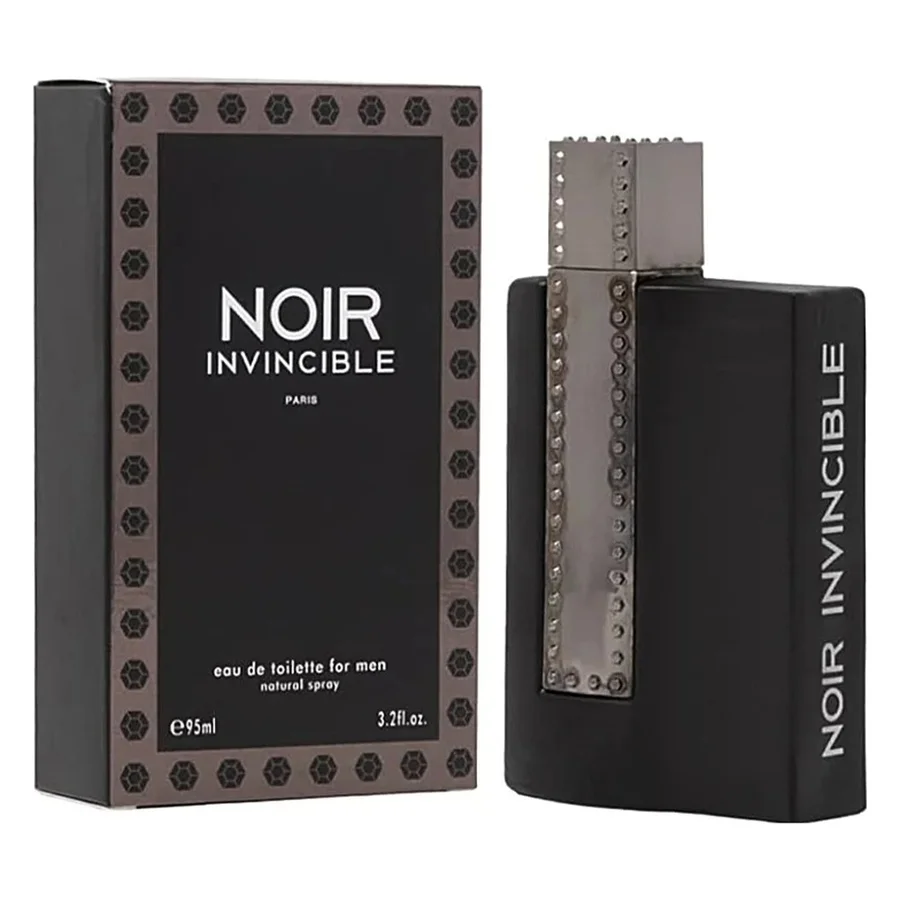 NOIR
INVINCIBLE
PARIS
eau de toilette for men
natural spray
℮95ml
3.2fl.oz.
NOIR INVINCIBLE